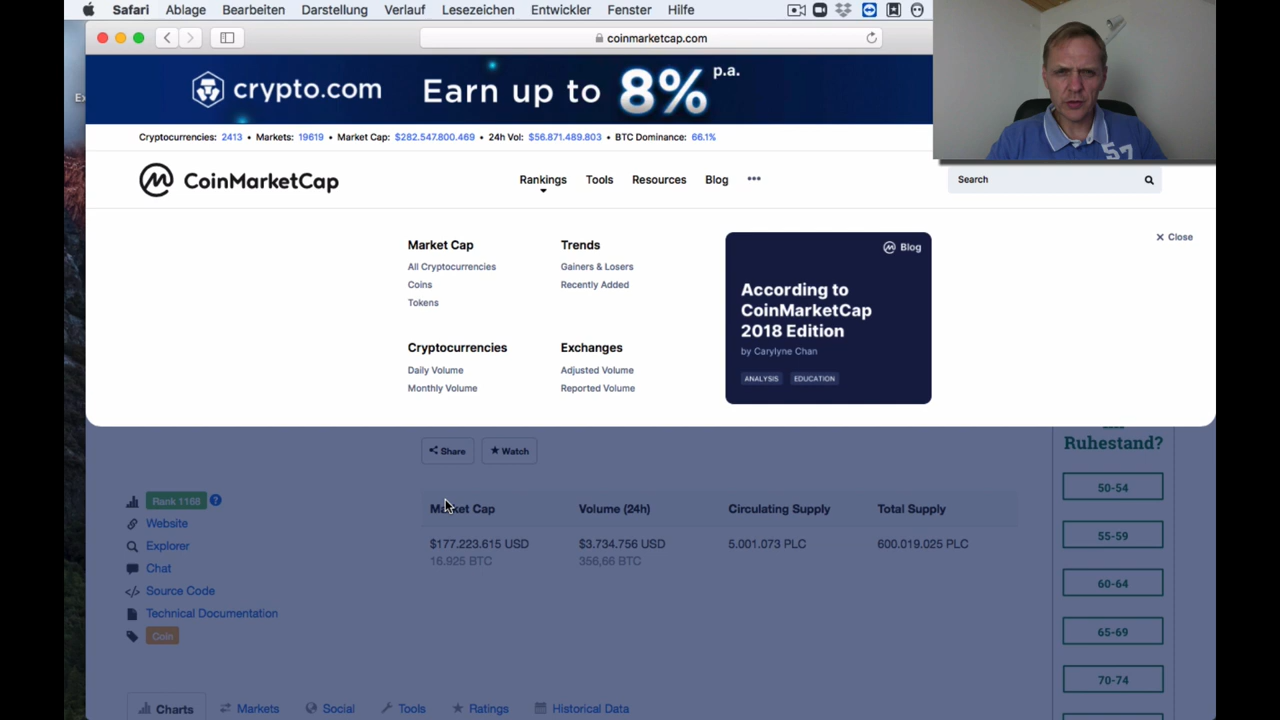 Safari Ablage Bearbeiten Darstellung Verlauf Lesezeichen Entwickler Fenster Hilfe
coinmarketcap.com
crypto.com Earn up to 8% p.a.
Cryptocurrencies: 2413 • Markets: 19619 • Market Cap: $282.547.800.469 • 24h Vol: $56.871.489.803 • BTC Dominance: 66.1%
CoinMarketCap Rankings Tools Resources Blog ••• Search
Close
Market Cap
All Cryptocurrencies
Coins
Tokens
Trends
Gainers & Losers
Recently Added
Cryptocurrencies
Daily Volume
Monthly Volume
Exchanges
Adjusted Volume
Reported Volume
Blog
According to
CoinMarketCap
2018 Edition
by Carylyne Chan
ANALYSIS EDUCATION
57
Share Watch
Rank 1168 ?
Website
Explorer
Chat
Source Code
Technical Documentation
Coin
Market Cap Volume (24h) Circulating Supply Total Supply
$177.223.615 USD $3.734.756 USD 5.001.073 PLC 600.019.025 PLC
16.925 BTC 356,66 BTC
Ruhestand?
50-54
55-59
60-64
65-69
70-74
Charts Markets Social Tools Ratings Historical Data